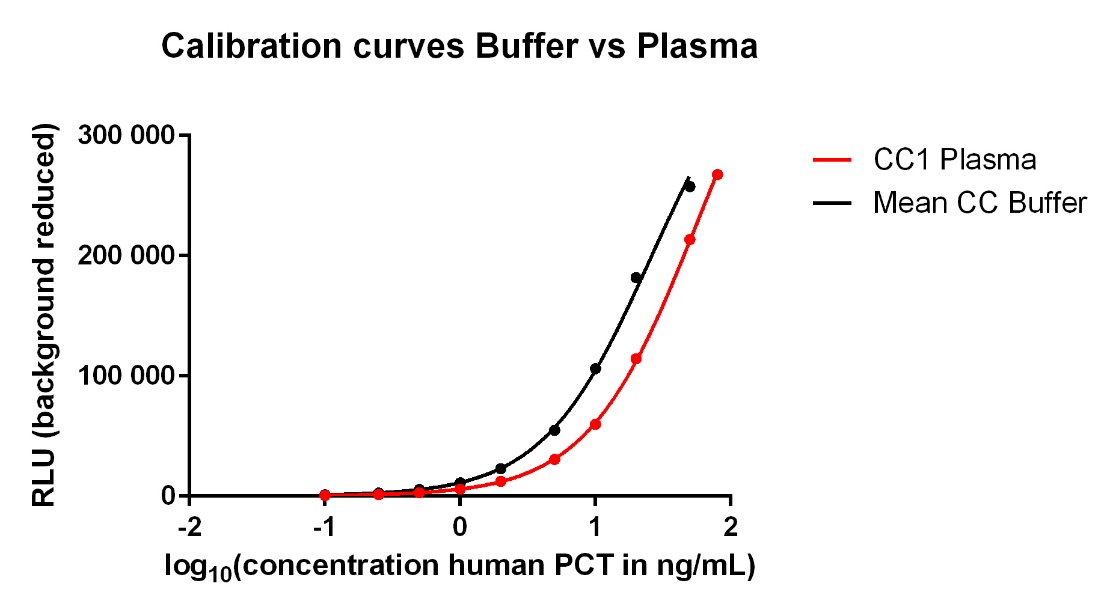 Calibration curves Buffer vs Plasma
RLU (background reduced)
300 000
200 000
100 000
0
-2 -1 0 1 2
log10(concentration human PCT in ng/mL)
CC1 Plasma
Mean CC Buffer